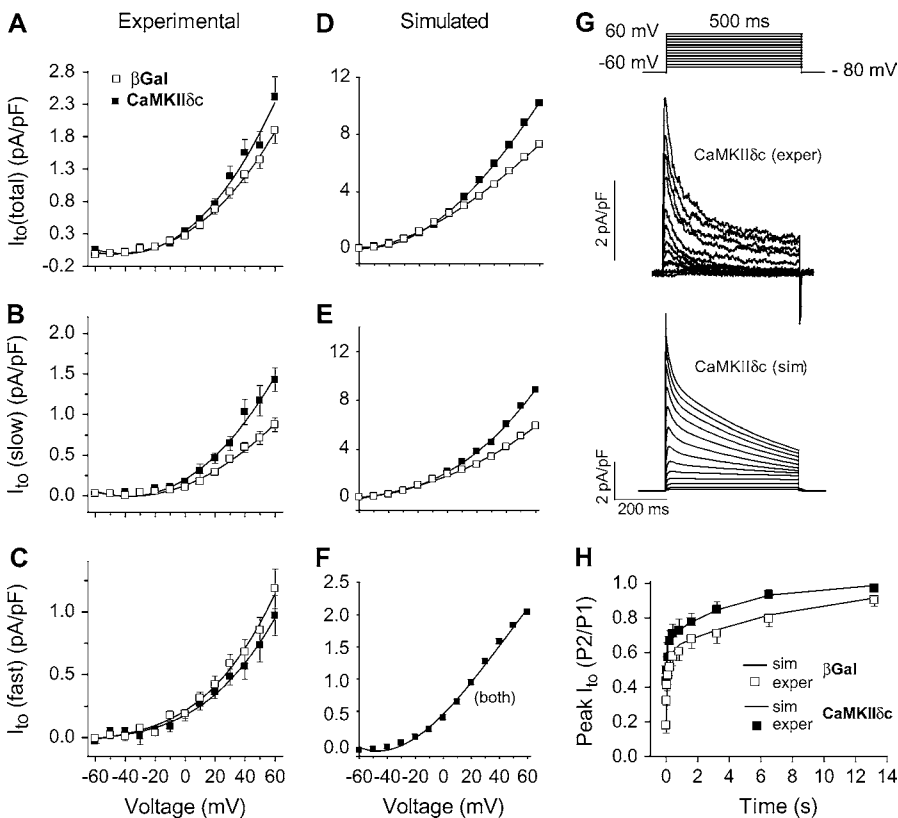 A
Experimental
βGal
CaMKIIδc
Ito(total) (pA/pF)
2.8
2.3
1.8
1.3
0.8
0.3
-0.2
B
Ito (slow) (pA/pF)
2.0
1.5
1.0
0.5
0.0
C
Ito (fast) (pA/pF)
1.0
0.5
0.0
-60 -40 -20 0 20 40 60
Voltage (mV)
D
Simulated
12
8
4
0
E
12
8
4
0
F
2.5
2.0
1.5
1.0
0.5
0.0
(both)
-60 -40 -20 0 20 40 60
Voltage (mV)
G
500 ms
60 mV
-60 mV
- 80 mV
CaMKIIδc (exper)
2 pA/pF
CaMKIIδc (sim)
2 pA/pF
200 ms
H
Peak Ito (P2/P1)
1.0
0.8
0.6
0.4
0.2
0.0
sim
exper
βGal
sim
exper
CaMKIIδc
0 2 4 6 8 10 12 14
Time (s)